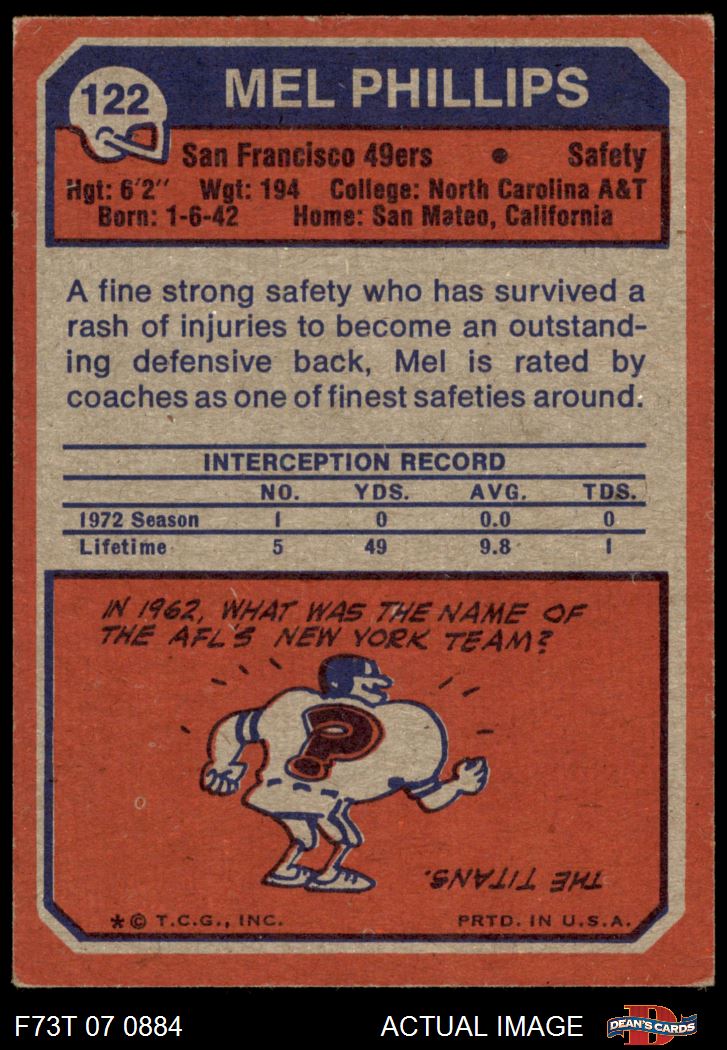 122
MEL PHILLIPS
San Francisco 49ers • Safety
Hgt: 6'2" Wgt: 194 College: North Carolina A&T
Born: 1-6-42 Home: San Mateo, California
A fine strong safety who has survived a
rash of injuries to become an outstand-
ing defensive back, Mel is rated by
coaches as one of finest safeties around.
INTERCEPTION RECORD
NO. YDS. AVG. TDS.
1972 Season 1 0 0.0 0
Lifetime 5 49 9.8 1
IN 1962, WHAT WAS THE NAME OF
THE AFL'S NEW YORK TEAM?
?
THE TITANS.
*© T.C.G., INC. PRTD. IN U.S.A.
F73T 07 0884 ACTUAL IMAGE D DEAN'S CARDS